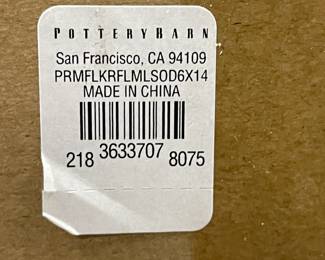 POTTERYBARN
San Francisco, CA 94109
PRMFLKRFLMLSOD6X14
MADE IN CHINA
218 3633707 8075